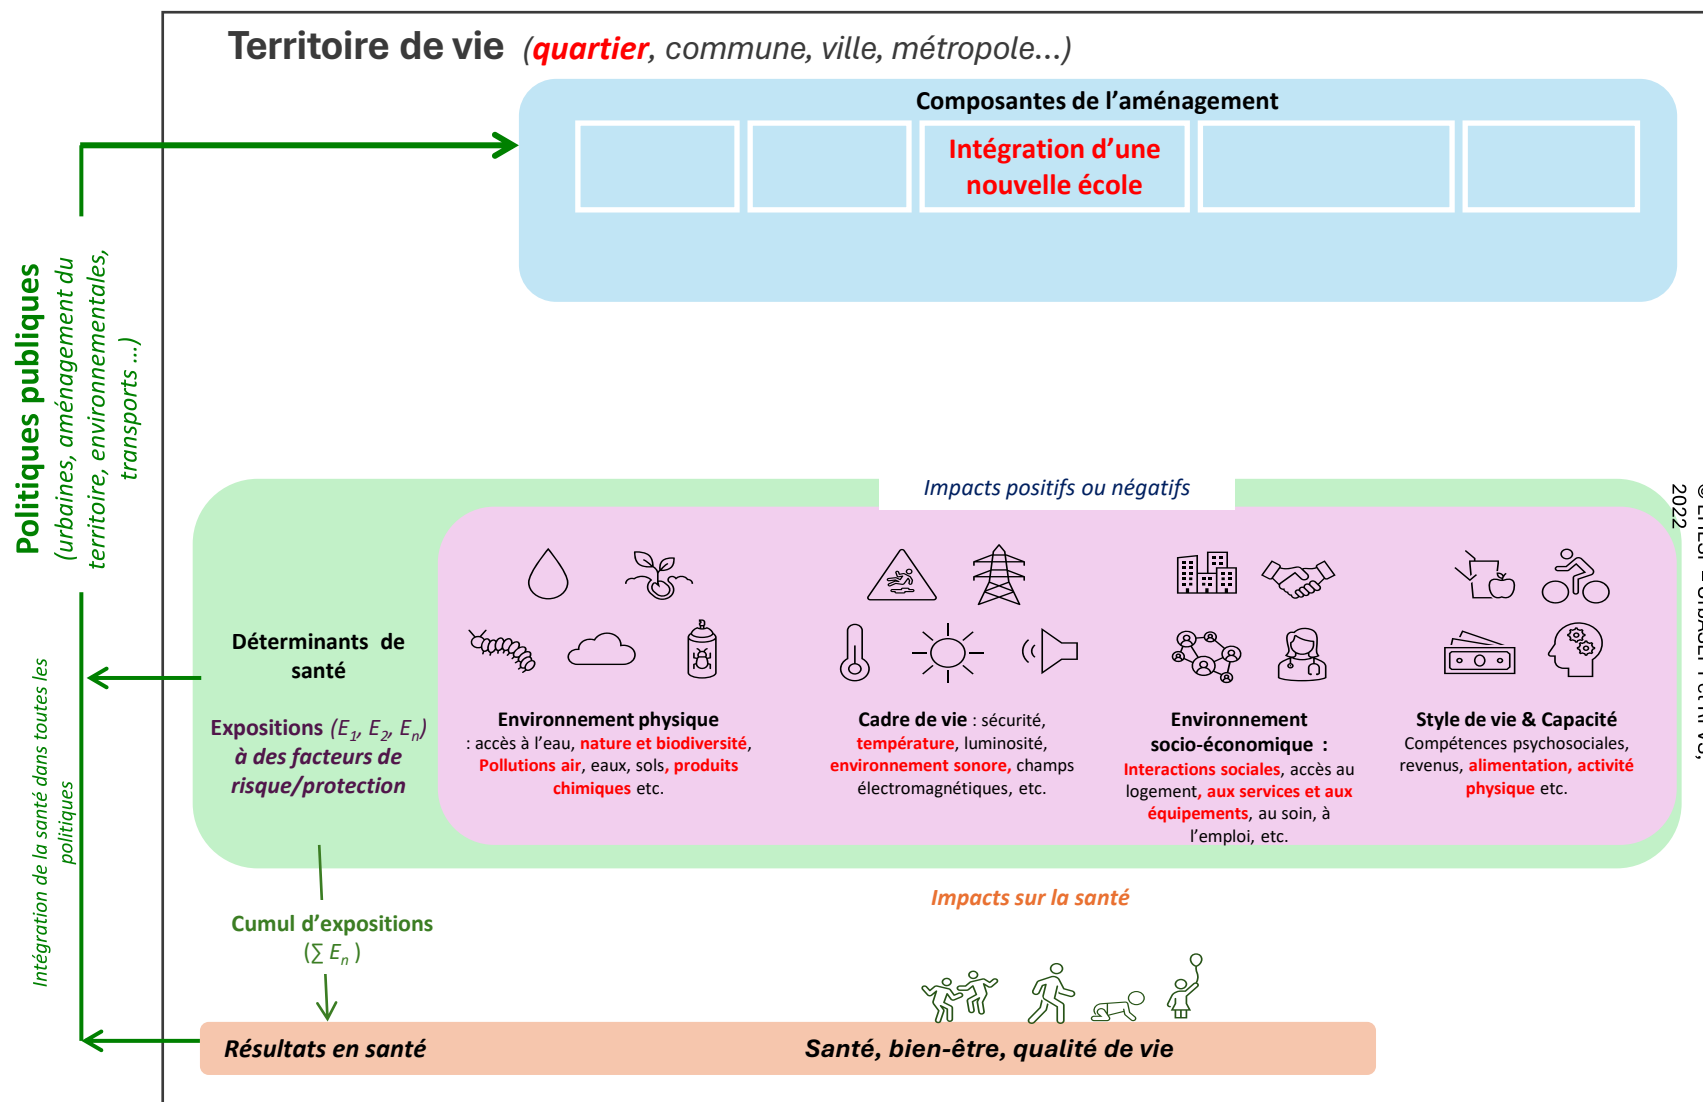 Territoire de vie (quartier, commune, ville, métropole...)
Composantes de l’aménagement
Intégration d’une
nouvelle école
Politiques publiques
(urbaines, aménagement du
territoire, environnementales,
transports ...)
Intégration de la santé dans toutes les
politiques
Impacts positifs ou négatifs
Déterminants de
santé
Expositions (E1, E2, En)
à des facteurs de
risque/protection
Environnement physique
: accès à l’eau, nature et biodiversité,
Pollutions air, eaux, sols, produits
chimiques etc.
Cadre de vie : sécurité,
température, luminosité,
environnement sonore, champs
électromagnétiques, etc.
Environnement
socio-économique :
Interactions sociales, accès au
logement, aux services et aux
équipements, au soin, à
l’emploi, etc.
Style de vie & Capacité
Compétences psychosociales,
revenus, alimentation, activité
physique etc.
2022
Cumul d’expositions
(∑ En )
Impacts sur la santé
Résultats en santé
Santé, bien-être, qualité de vie